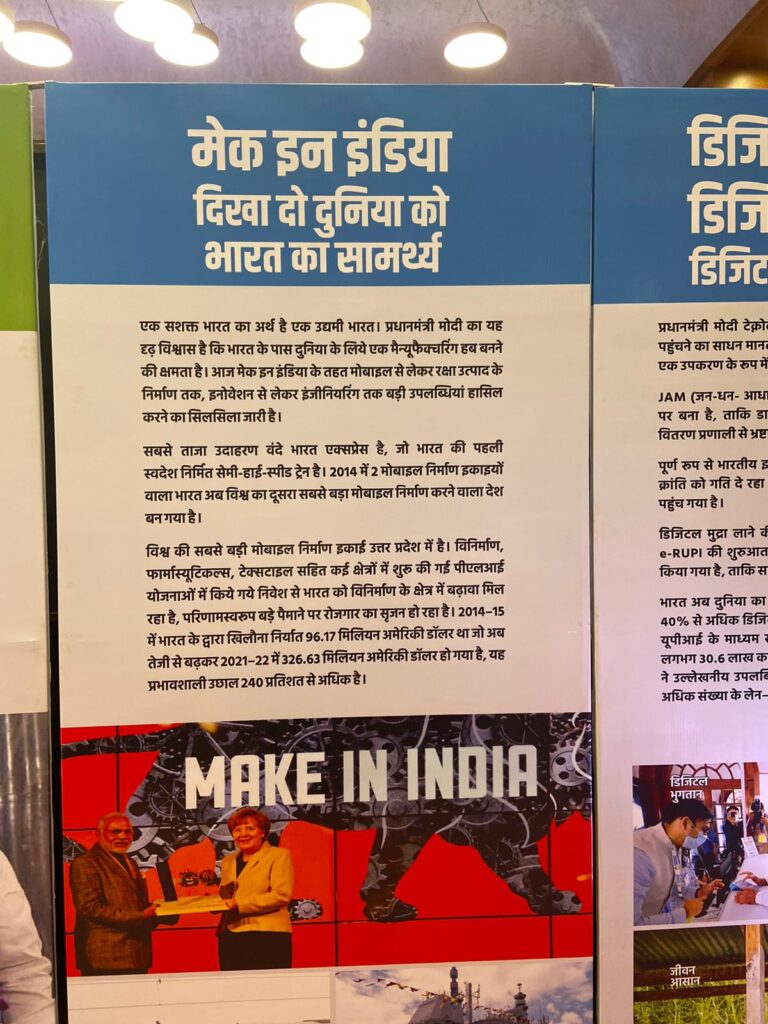 मेक इन इंडिया
दिखा दो दुनिया को
भारत का सामर्थ्य
एक सशक्त भारत का अर्थ है एक उद्यमी भारत। प्रधानमंत्री मोदी का यह
दृढ़ विश्वास है कि भारत के पास दुनिया के लिये एक मैन्यूफैक्चरिंग हब बनने
की क्षमता है। आज मेक इन इंडिया के तहत मोबाइल से लेकर रक्षा उत्पाद के
निर्माण तक, इनोवेशन से लेकर इंजीनियरिंग तक बड़ी उपलब्धियां हासिल
करने का सिलसिला जारी है।
सबसे ताजा उदाहरण वंदे भारत एक्सप्रेस है, जो भारत की पहली
स्वदेश निर्मित सेमी-हाई-स्पीड ट्रेन है। 2014 में 2 मोबाइल निर्माण इकाइयों
वाला भारत अब विश्व का दूसरा सबसे बड़ा मोबाइल निर्माण करने वाला देश
बन गया है।
विश्व की सबसे बड़ी मोबाइल निर्माण इकाई उत्तर प्रदेश में है। विनिर्माण,
फार्मास्यूटिकल्स, टेक्सटाइल सहित कई क्षेत्रों में शुरू की गई पीएलआई
योजनाओं में किये गये निवेश से भारत को विनिर्माण के क्षेत्र में बढ़ावा मिल
रहा है, परिणामस्वरूप बड़े पैमाने पर रोजगार का सृजन हो रहा है। 2014–15
में भारत के द्वारा खिलौना निर्यात 96.17 मिलियन अमेरिकी डॉलर था जो अब
तेजी से बढ़कर 2021–22 में 326.63 मिलियन अमेरिकी डॉलर हो गया है, यह
प्रभावशाली उछाल 240 प्रतिशत से अधिक है।
MAKE IN INDIA
डिजि
डिजि
डिजिट
प्रधानमंत्री मोदी टेक्नो
पहुंचने का साधन मान
एक उपकरण के रूप में
JAM (जन-धन- आधा
पर बना है, ताकि डा
वितरण प्रणाली से भ्रष्ट
पूर्ण रूप से भारतीय इ
क्रांति को गति दे रहा
पहुंच गया है।
डिजिटल मुद्रा लाने की
e-RUPI की शुरुआत
किया गया है, ताकि स
भारत अब दुनिया का
40% से अधिक डिजि
यूपीआई के माध्यम स
लगभग 30.6 लाख क
ने उल्लेखनीय उपलब्धि
अधिक संख्या के लेन–
डिजिटल
भुगतान
जीवन
आसान